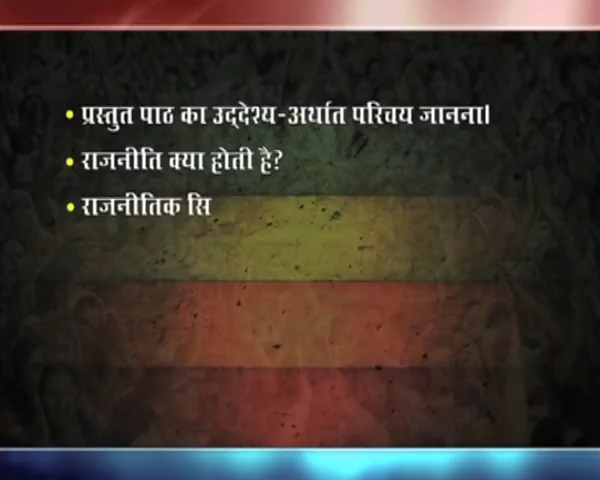 • प्रस्तुत पाठ का उद्देश्य-अर्थात परिचय जानना।
• राजनीति क्या होती है?
• राजनीतिक सि